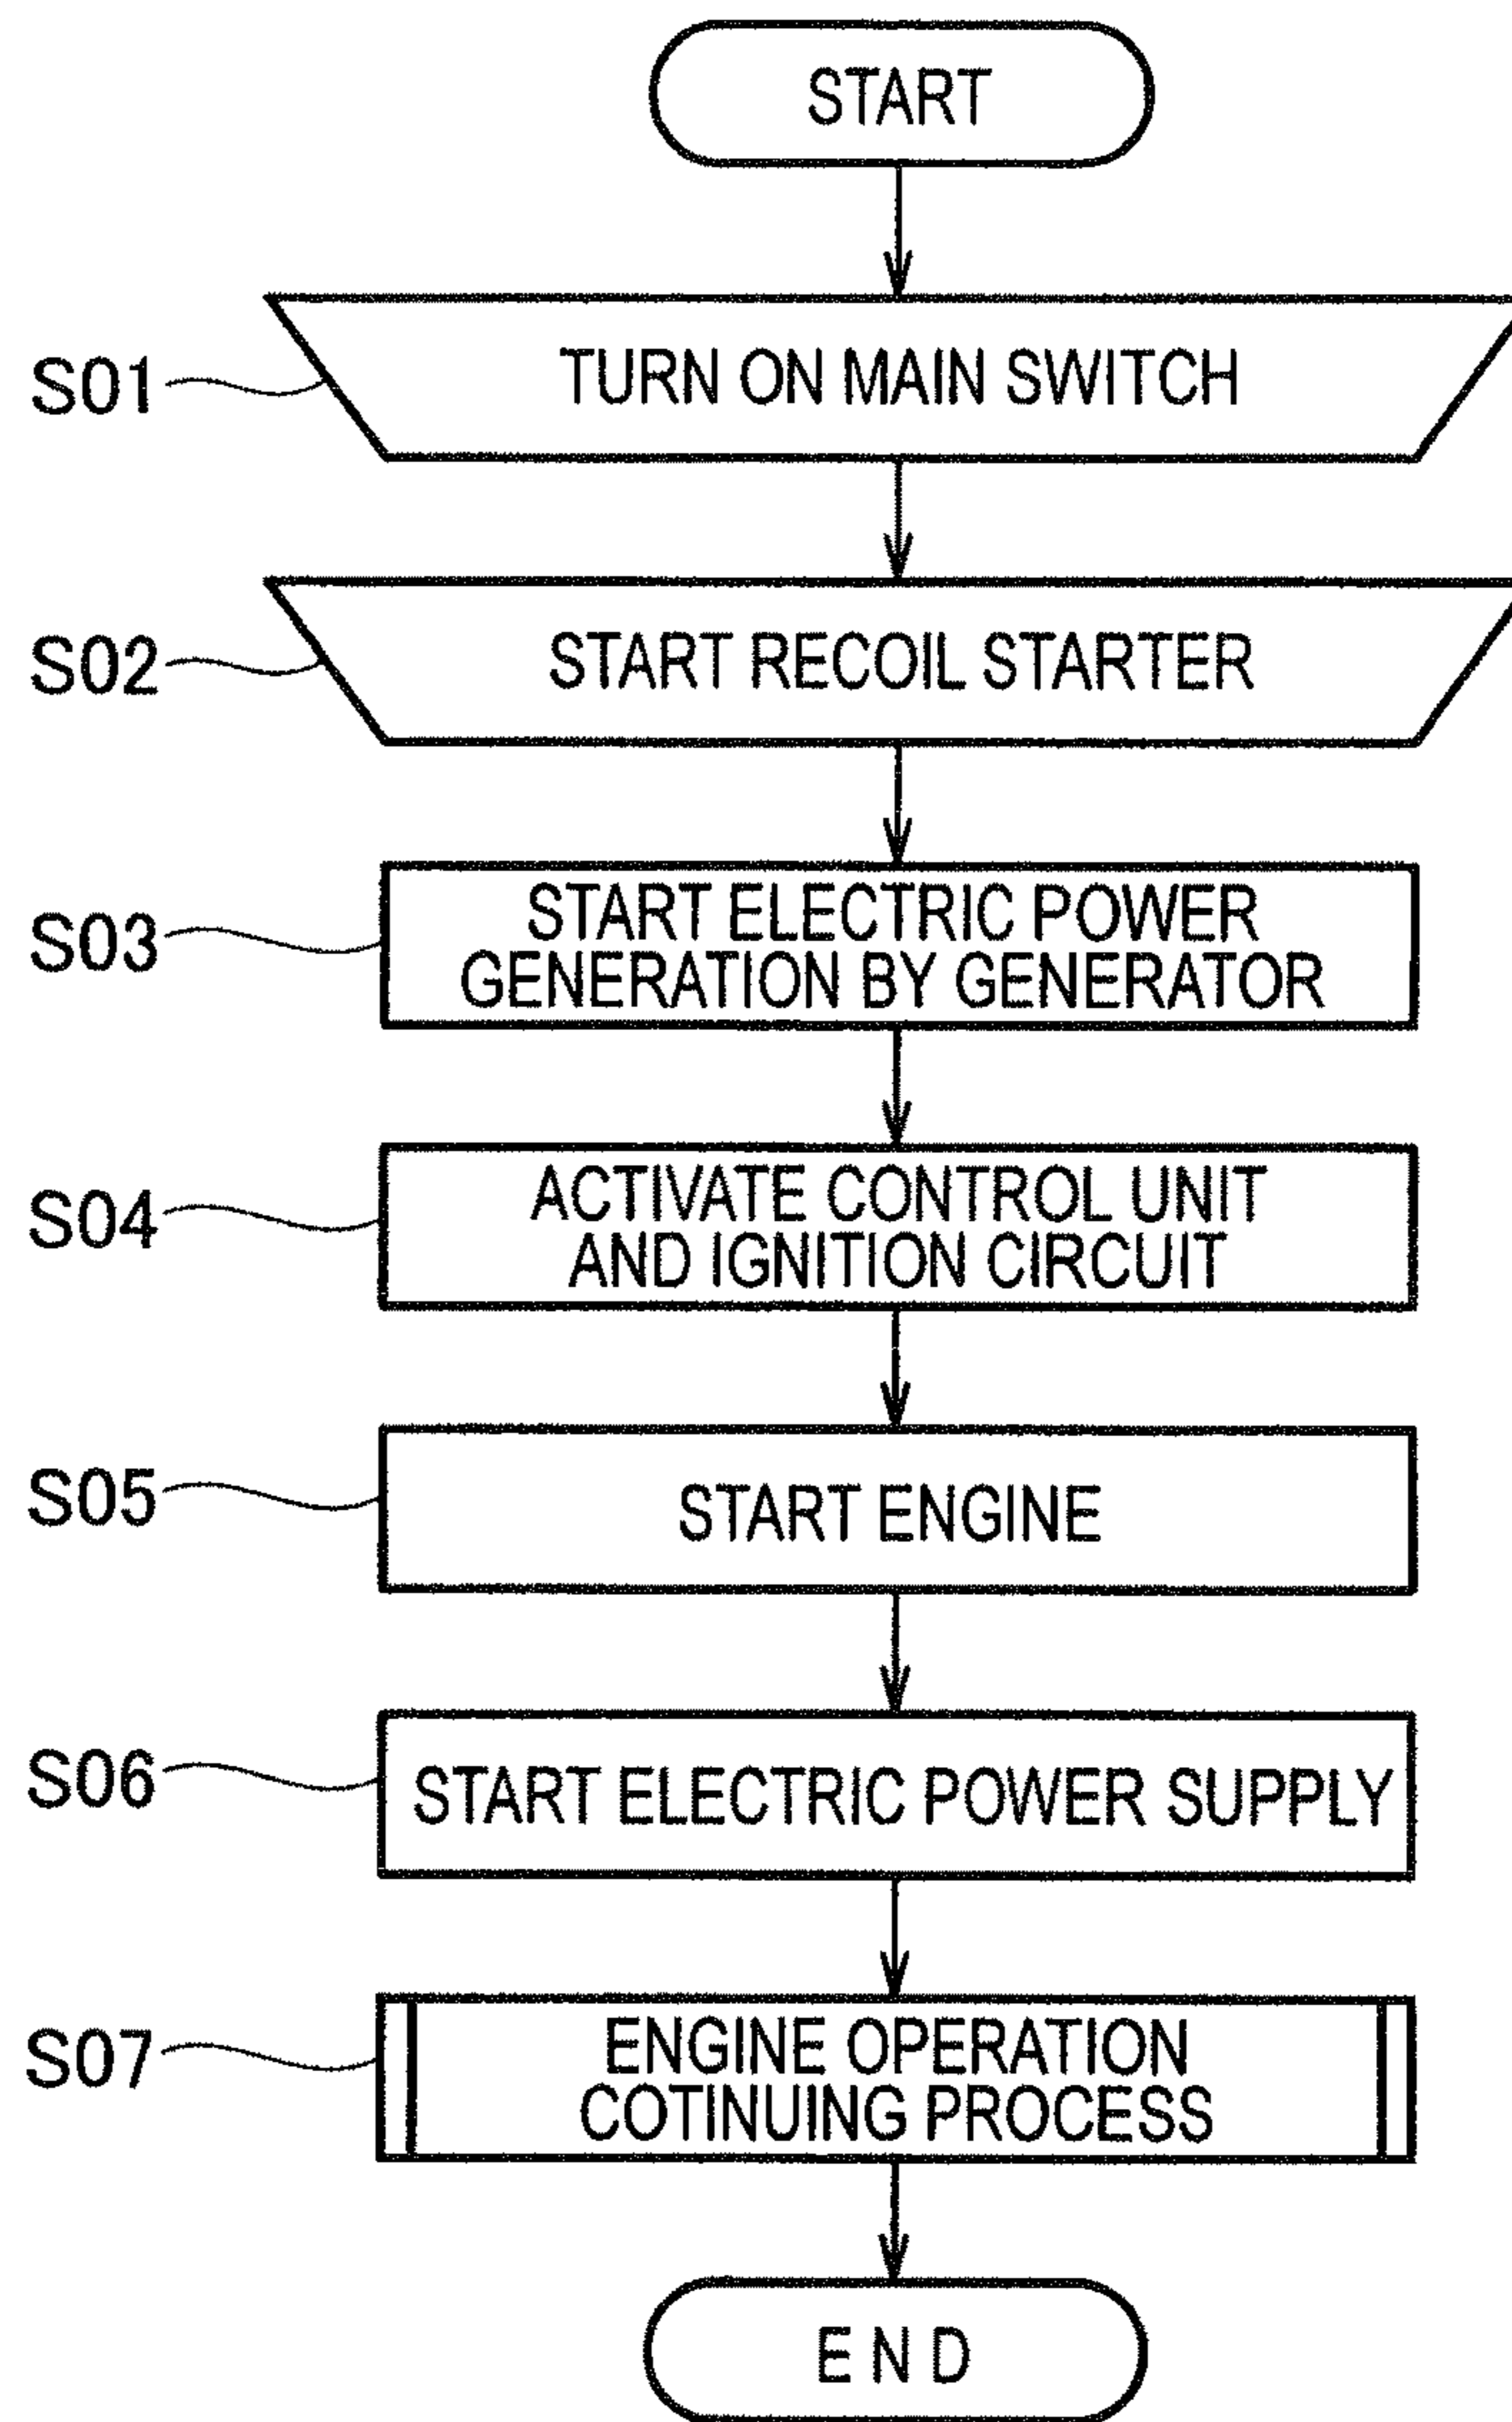 START
S01
TURN ON MAIN SWITCH
S02
START RECOIL STARTER
S03
START ELECTRIC POWER
GENERATION BY GENERATOR
S04
ACTIVATE CONTROL UNIT
AND IGNITION CIRCUIT
S05
START ENGINE
S06
START ELECTRIC POWER SUPPLY
S07
ENGINE OPERATION
COTINUING PROCESS
END